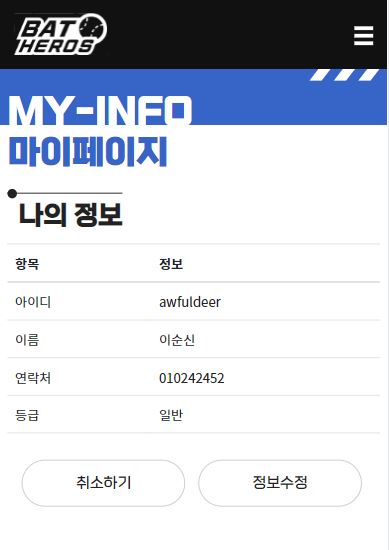 BAT
HEROS
MY-INFO
마이페이지
나의 정보
항목 정보
아이디 awfuldeer
이름 이순신
연락처 010242452
등급 일반
취소하기 정보수정